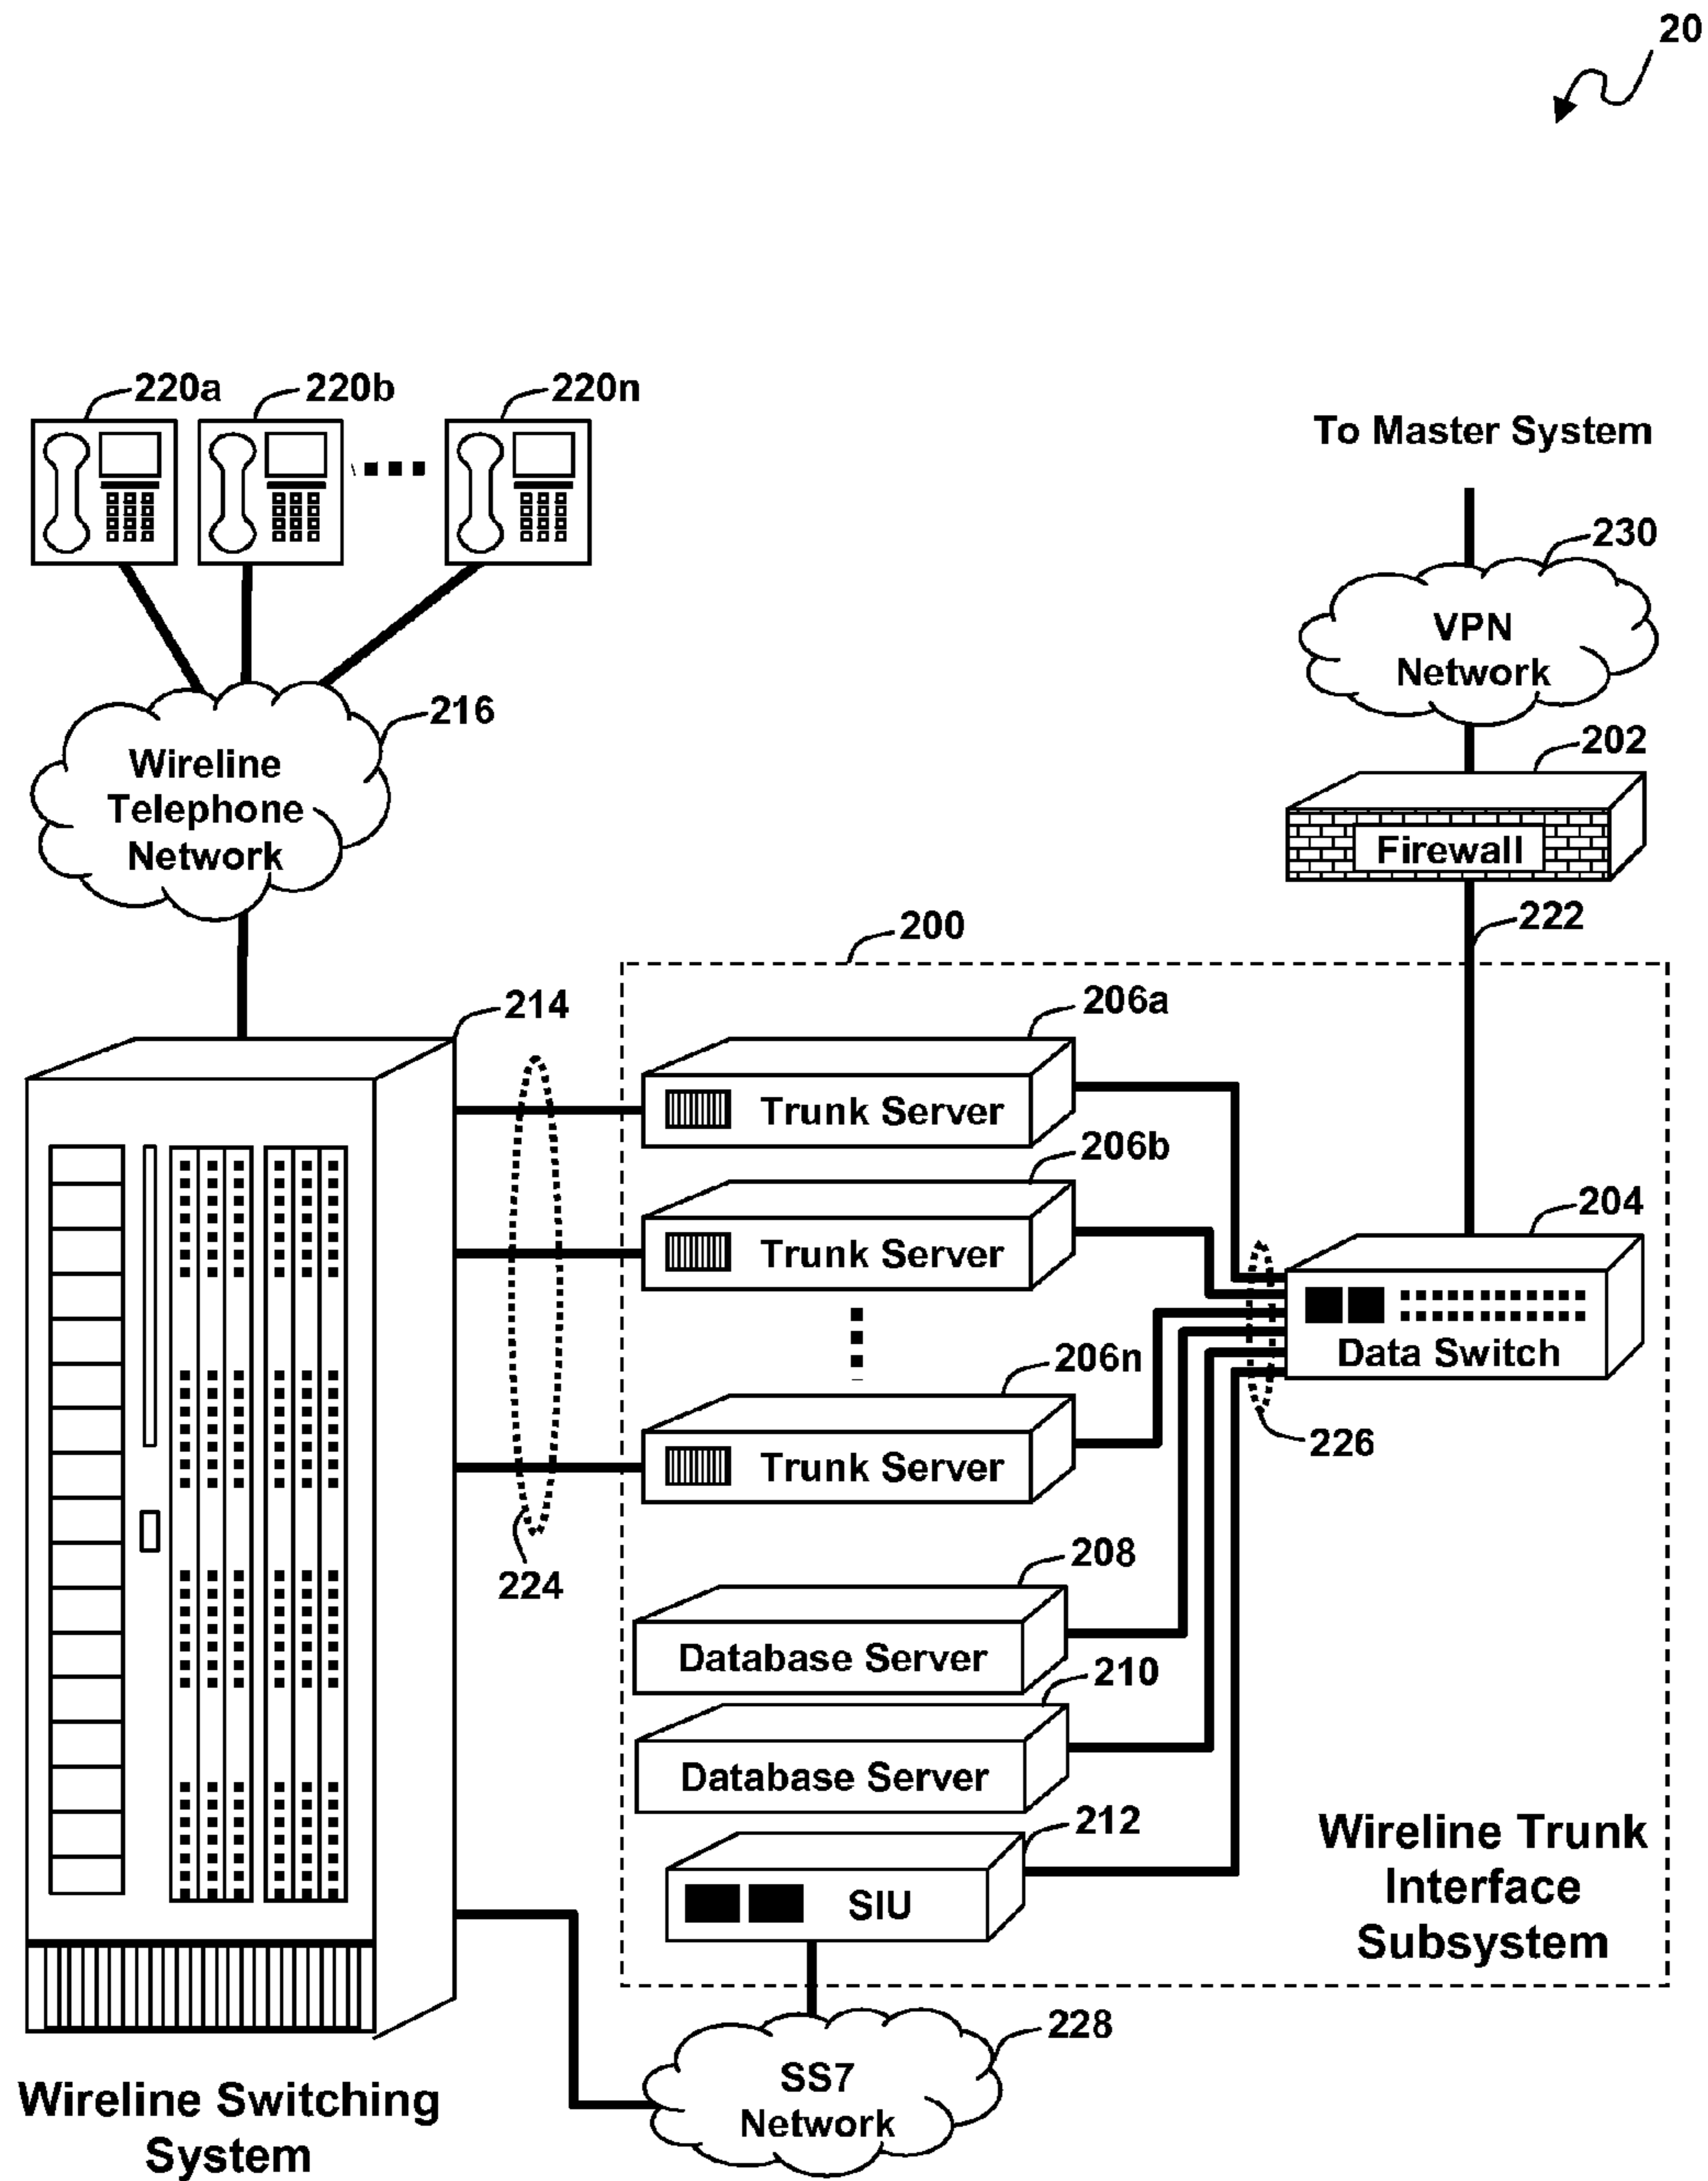 20
220a
220b
220n
To Master System
230
VPN
Network
216
Wireline
Telephone
Network
202
Firewall
222
200
214
206a
Trunk Server
206b
Trunk Server
204
Data Switch
206n
Trunk Server
226
224
208
Database Server
210
Database Server
212
SIU
Wireline Trunk
Interface
Subsystem
228
SS7
Network
Wireline Switching
System